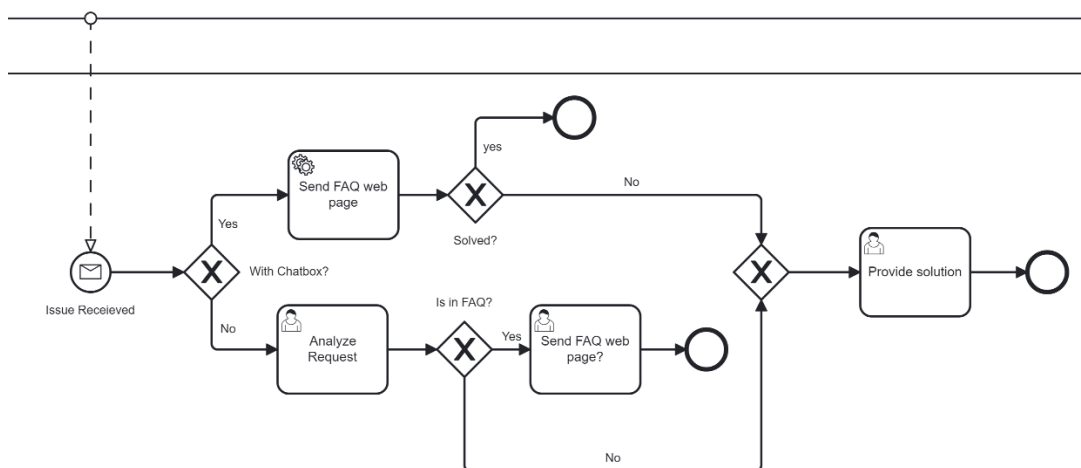 yes
Send FAQ web
page
No
Yes
Solved?
With Chatbox?
Provide solution
Issue Receieved
Is in FAQ?
No
Analyze
Request
Yes
Send FAQ web
page?
No